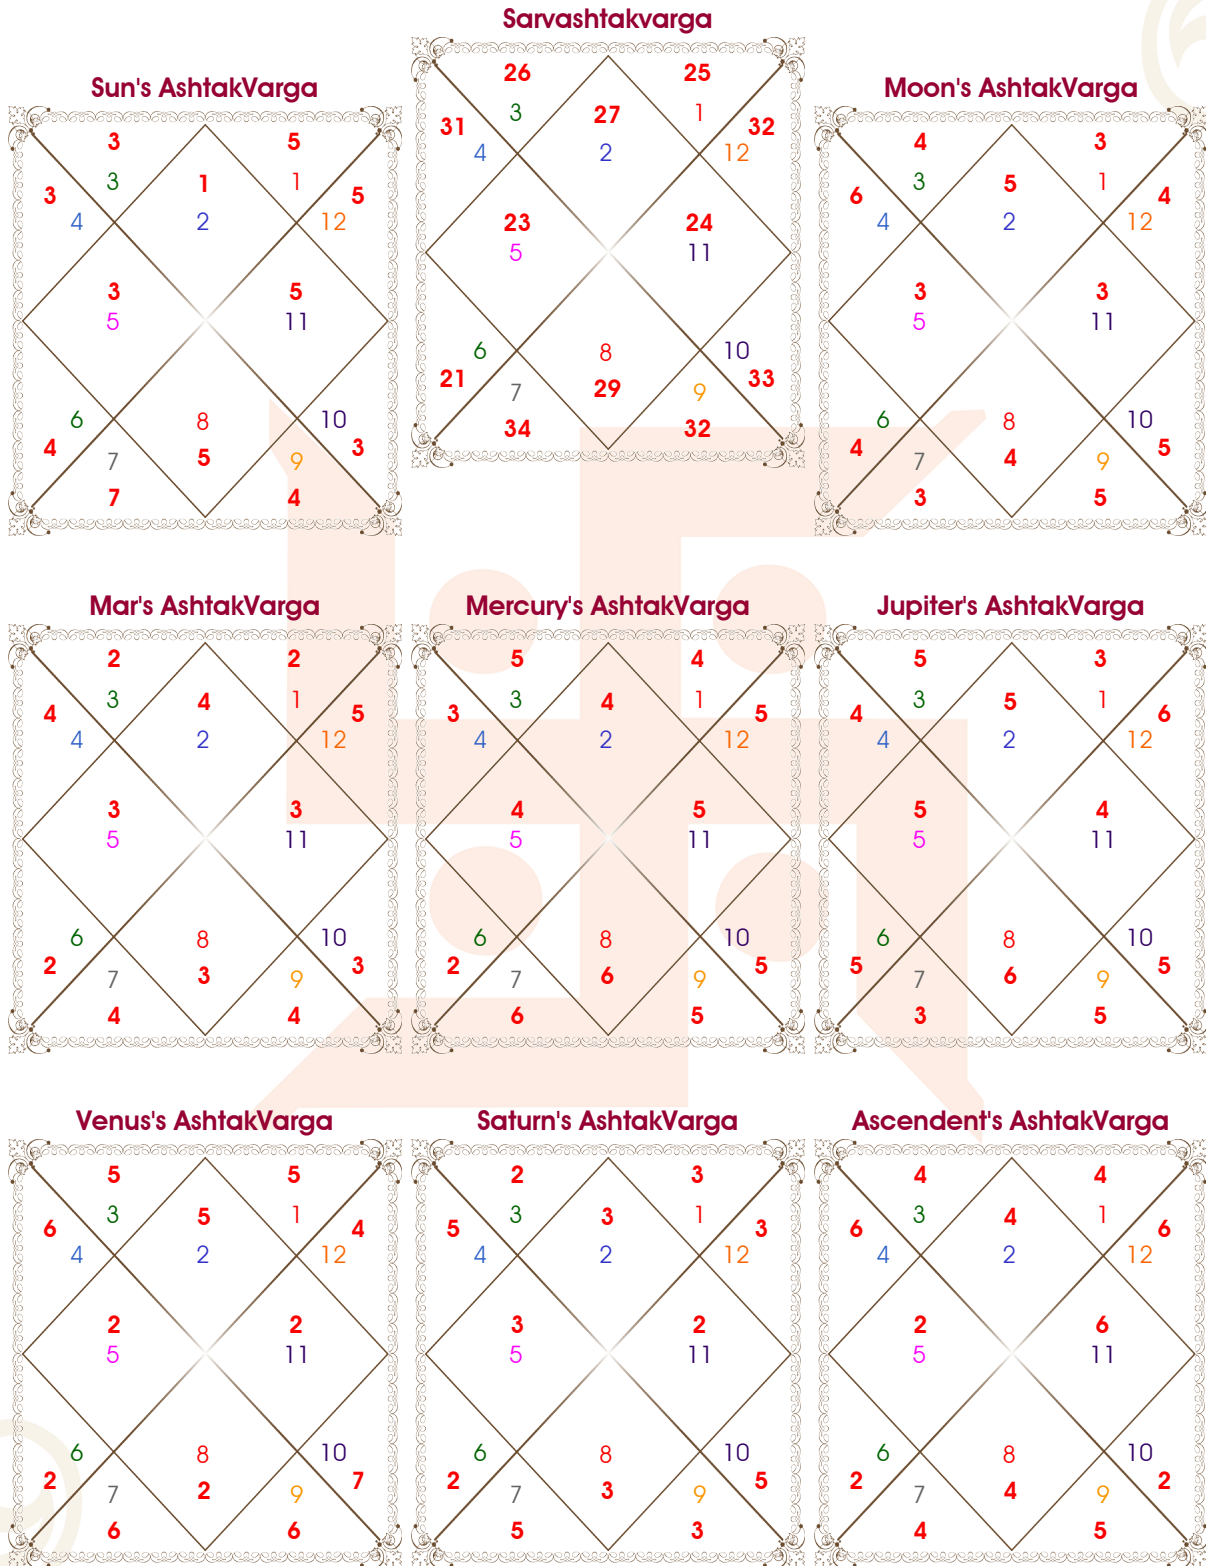 Sarvashtakvarga
26 25
3 27 1
31 32
4 2 12
23 24
5 11
6 8 10
21 33
7 29 9
34 32
Sun's AshtakVarga
3 5
3 1 1
3 5
4 2 12
3 5
5 11
6 8 10
4 3
7 5 9
7 4
Moon's AshtakVarga
4 3
3 5 1
6 4
4 2 12
3 3
5 11
6 8 10
4 5
7 4 9
3 5
Mar's AshtakVarga
2 2
3 4 1
4 5
4 2 12
3 3
5 11
6 8 10
2 3
7 3 9
4 4
Mercury's AshtakVarga
5 4
3 4 1
3 5
4 2 12
4 5
5 11
6 8 10
2 5
7 6 9
6 5
Jupiter's AshtakVarga
5 3
3 5 1
4 6
4 2 12
5 4
5 11
6 8 10
5 5
7 6 9
3 5
Venus's AshtakVarga
5 5
3 5 1
6 4
4 2 12
2 2
5 11
6 8 10
2 7
7 2 9
6 6
Saturn's AshtakVarga
2 3
3 3 1
5 3
4 2 12
3 2
5 11
6 8 10
2 5
7 3 9
5 3
Ascendent's AshtakVarga
4 4
3 4 1
6 6
4 2 12
2 6
5 11
6 8 10
2 2
7 4 9
4 5